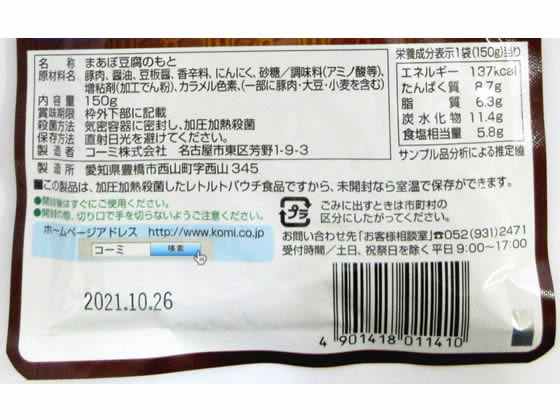 名　　称　まあぼ豆腐のもと
原材料名　豚肉、醤油、豆板醤、香辛料、にんにく、砂糖／調味料(アミノ酸等)、
増粘剤(加工でん粉)、カラメル色素、(一部に豚肉・大豆・小麦を含む)
内 容 量　150g
賞味期限　枠外下部に記載
殺菌方法　気密容器に密封し、加圧加熱殺菌
保存方法　直射日光を避けてください。
製 造 者　コーミ株式会社　名古屋市東区芳野1-9-3
製 造 所　愛知県豊橋市西山町字西山 345
栄養成分表示1袋(150g)当り
エネルギー　137kcal
たんぱく質　8.7g
脂　　質　6.3g
炭水化物　11.4g
食塩相当量　5.8g
サンプル品分析による推定値
■この製品は、加圧加熱殺菌したレトルトパウチ食品ですから、未開封なら室温で保存ができます。
●開封後はすぐにご使用ください。
●開封の際、切り口で手を切らないようご注意ください。
ホームページアドレス　http://www.komi.co.jp
コーミ　検索
プラ
ごみに出すときは市町村の
区分にしたがってください。
お問い合わせ先「お客様相談室」☎052(931)2471
受付時間／土日、祝祭日を除く平日 9:00～17:00
2021.10.26
4 901418 011410